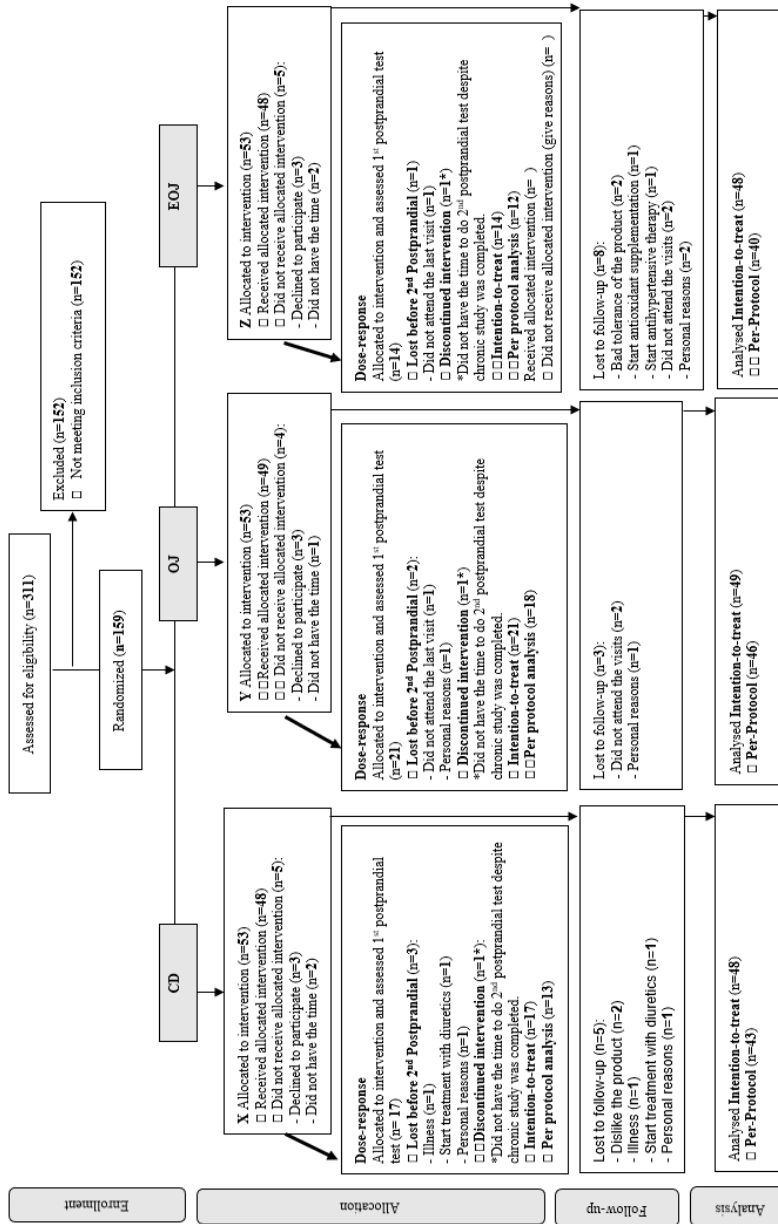 Assessed for eligibility (n=311)
Excluded (n=152)
□ Not meeting inclusion criteria (n=152)
Randomized (n=159)
Enrollment
CD
OJ
EOJ
Allocation
X Allocated to intervention (n=53)
□ Received allocated intervention (n=48)
□ Did not receive allocated intervention (n=5):
- Declined to participate (n=3)
- Did not have the time (n=2)
Y Allocated to intervention (n=53)
□□Received allocated intervention (n=49)
□□ Did not receive allocated intervention (n=4):
- Declined to participate (n=3)
- Did not have the time (n=1)
Z Allocated to intervention (n=53)
□ Received allocated intervention (n=48)
□ Did not receive allocated intervention (n=5):
- Declined to participate (n=3)
- Did not have the time (n=2)
Dose-response
Allocated to intervention and assessed 1st postprandial
test (n= 17)
□ Lost before 2nd Postprandial (n=3):
- Illness (n=1)
- Start treatment with diuretics (n=1)
- Personal reasons (n=1)
□□Discontinued intervention (n=1*):
*Did not have the time to do 2nd postprandial test despite
chronic study was completed.
□ Intention-to-treat (n=17)
□ Per protocol analysis (n=13)
Dose-response
Allocated to intervention and assessed 1st postprandial test
(n=21)
□ Lost before 2nd Postprandial (n=2):
- Did not attend the last visit (n=1)
- Personal reasons (n=1)
□ Discontinued intervention (n=1*)
*Did not have the time to do 2nd postprandial test despite
chronic study was completed.
□ Intention-to-treat (n=21)
□□Per protocol analysis (n=18)
Dose-response
Allocated to intervention and assessed 1st postprandial test
(n=14)
□ Lost before 2nd Postprandial (n=1)
- Did not attend the last visit (n=1)
□ Discontinued intervention (n=1*)
*Did not have the time to do 2nd postprandial test despite
chronic study was completed.
□□Intention-to-treat (n=14)
□□Per protocol analysis (n=12)
Received allocated intervention (n= )
□ Did not receive allocated intervention (give reasons) (n= )
Follow-up
Lost to follow-up (n=5):
- Dislike the product (n=2)
- Illness (n=1)
- Start treatment with diuretics (n=1)
- Personal reasons (n=1)
Lost to follow-up (n=3):
- Did not attend the visits (n=2)
- Personal reasons (n=1)
Lost to follow-up (n=8):
- Bad tolerance of the product (n=2)
- Start antioxidant supplementation (n=1)
- Start antihypertensive therapy (n=1)
- Did not attend the visits (n=2)
- Personal reasons (n=2)
Analysis
Analysed Intention-to-treat (n=48)
□ Per-Protocol (n=43)
Analysed Intention-to-treat (n=49)
□ Per-Protocol (n=46)
Analysed Intention-to-treat (n=48)
□□ Per-Protocol (n=40)